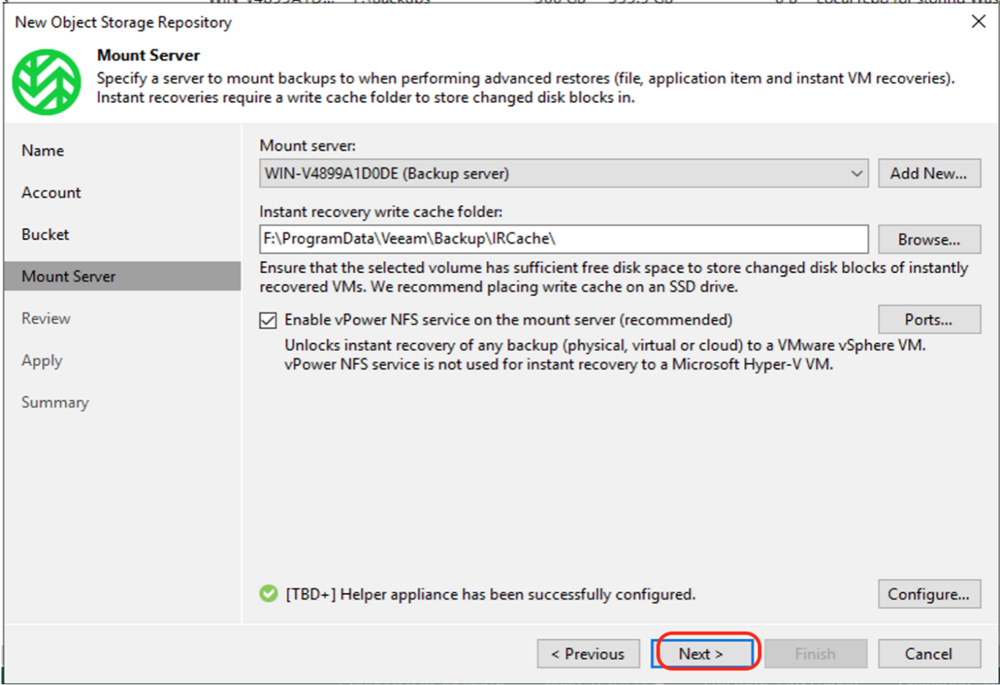 New Object Storage Repository
Mount Server
Specify a server to mount backups to when performing advanced restores (file, application item and instant VM recoveries).
Instant recoveries require a write cache folder to store changed disk blocks in.
Name
Account
Bucket
Mount Server
Review
Apply
Summary
Mount server:
WIN-V4899A1D0DE (Backup server)
Add New...
Instant recovery write cache folder:
F:\ProgramData\Veeam\Backup\IRCache\
Browse...
Ensure that the selected volume has sufficient free disk space to store changed disk blocks of instantly
recovered VMs. We recommend placing write cache on an SSD drive.
Enable vPower NFS service on the mount server (recommended)
Ports...
Unlocks instant recovery of any backup (physical, virtual or cloud) to a VMware vSphere VM.
vPower NFS service is not used for instant recovery to a Microsoft Hyper-V VM.
[TBD+] Helper appliance has been successfully configured.
Configure...
< Previous
Next >
Finish
Cancel